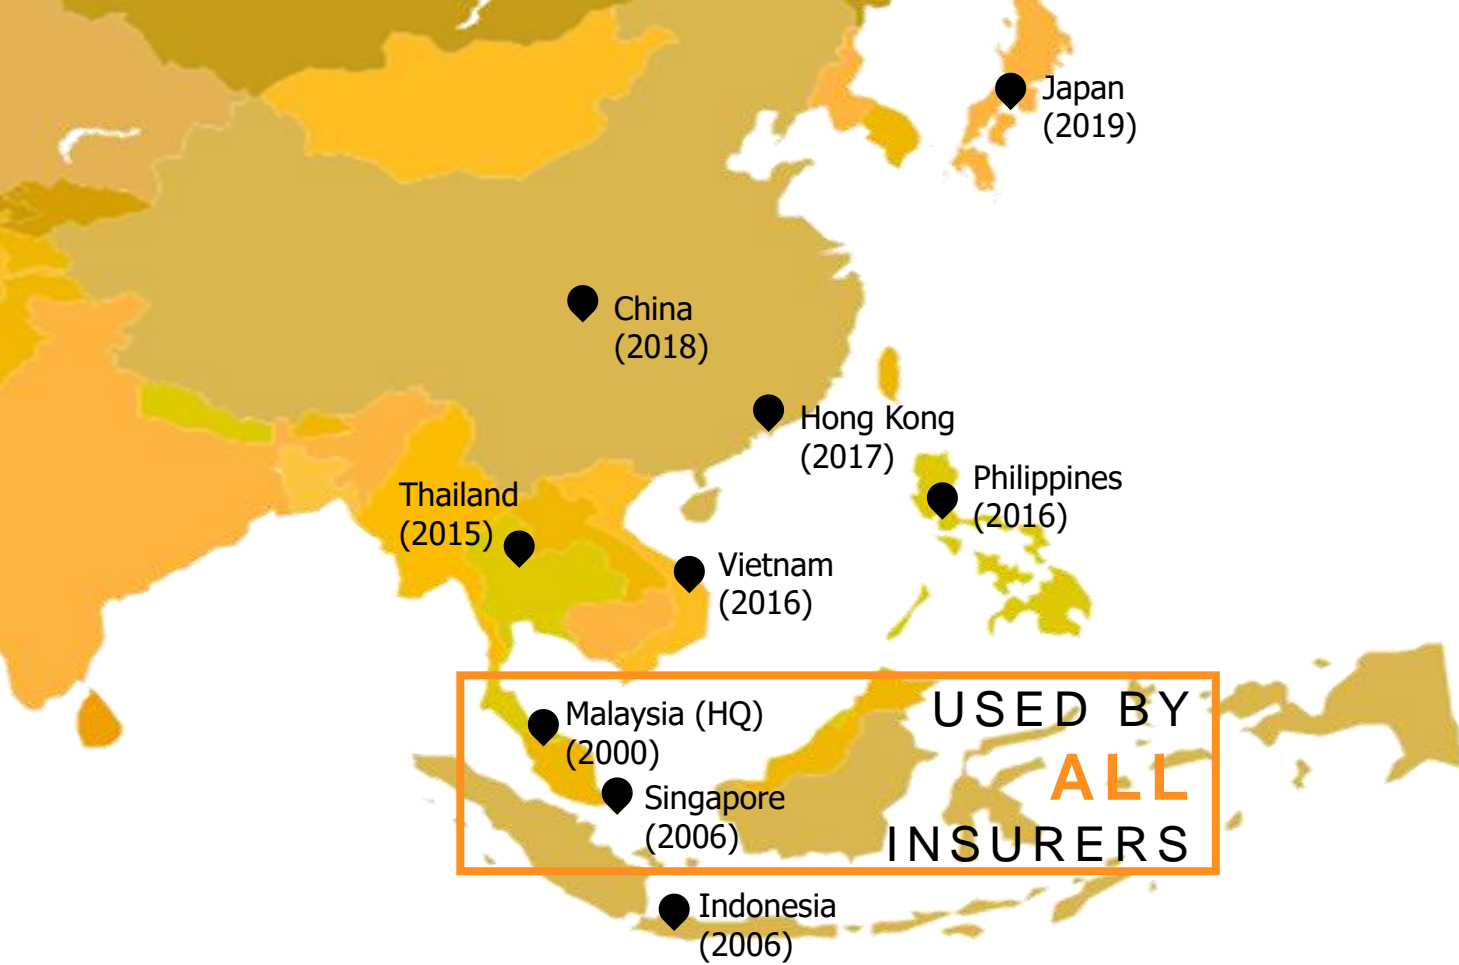 Japan
(2019)
China
(2018)
Hong Kong
(2017)
Philippines
(2016)
Thailand
(2015)
Vietnam
(2016)
Malaysia (HQ)
(2000)
Singapore
(2006)
USED BY
ALL
INSURERS
Indonesia
(2006)